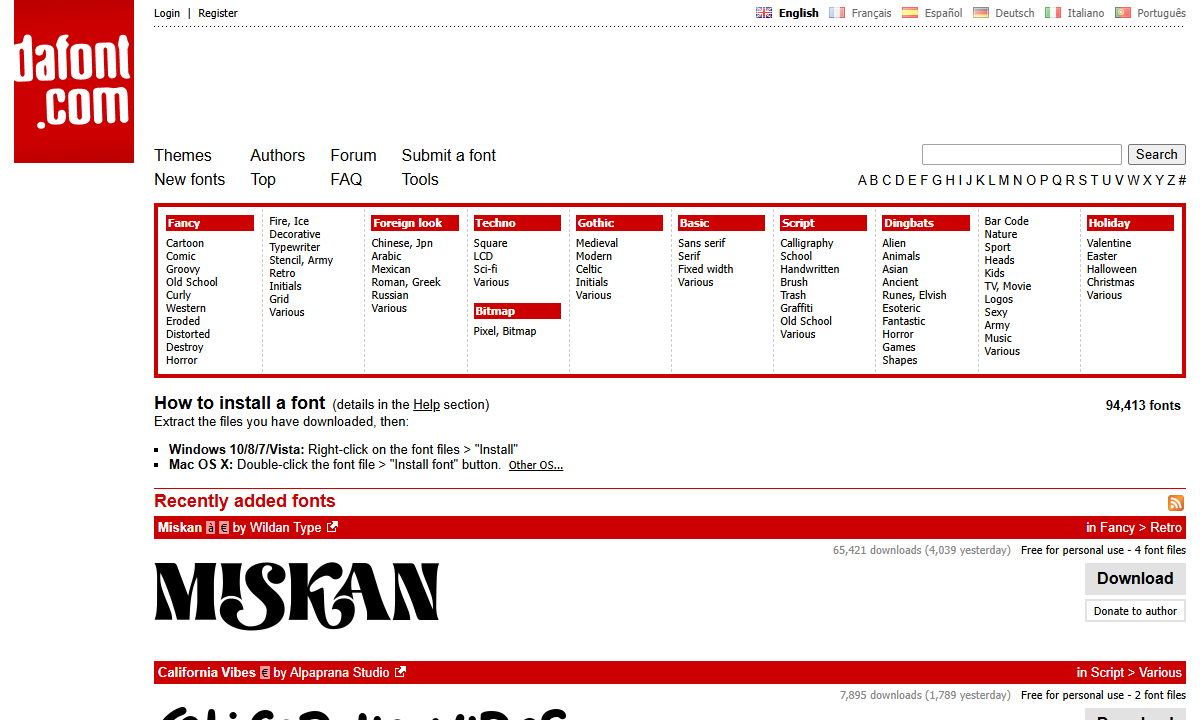 dafont
.com
Login | Register
English Français Español Deutsch Italiano Português
Themes Authors Forum Submit a font
Search
New fonts Top FAQ Tools
A B C D E F G H I J K L M N O P Q R S T U V W X Y Z #
Fancy
Cartoon
Comic
Groovy
Old School
Curly
Western
Eroded
Distorted
Destroy
Horror
Fire, Ice
Decorative
Typewriter
Stencil, Army
Retro
Initials
Grid
Various
Foreign look
Chinese, Jpn
Arabic
Mexican
Roman, Greek
Russian
Various
Techno
Square
LCD
Sci-fi
Various
Bitmap
Pixel, Bitmap
Gothic
Medieval
Modern
Celtic
Initials
Various
Basic
Sans serif
Serif
Fixed width
Various
Script
Calligraphy
School
Handwritten
Brush
Trash
Graffiti
Old School
Various
Dingbats
Alien
Animals
Asian
Ancient
Runes, Elvish
Esoteric
Fantastic
Horror
Games
Shapes
Bar Code
Nature
Sport
Heads
Kids
TV, Movie
Logos
Sexy
Army
Music
Various
Holiday
Valentine
Easter
Halloween
Christmas
Various
How to install a font (details in the Help section)
94,413 fonts
Extract the files you have downloaded, then:
Windows 10/8/7/Vista: Right-click on the font files > "Install"
Mac OS X: Double-click the font file > "Install font" button. Other OS...
Recently added fonts
Miskan à € by Wildan Type
in Fancy > Retro
65,421 downloads (4,039 yesterday) Free for personal use - 4 font files
MISKAN
Download
Donate to author
California Vibes € by Alpaprana Studio
in Script > Various
7,895 downloads (1,789 yesterday) Free for personal use - 2 font files
California Vibes
Download